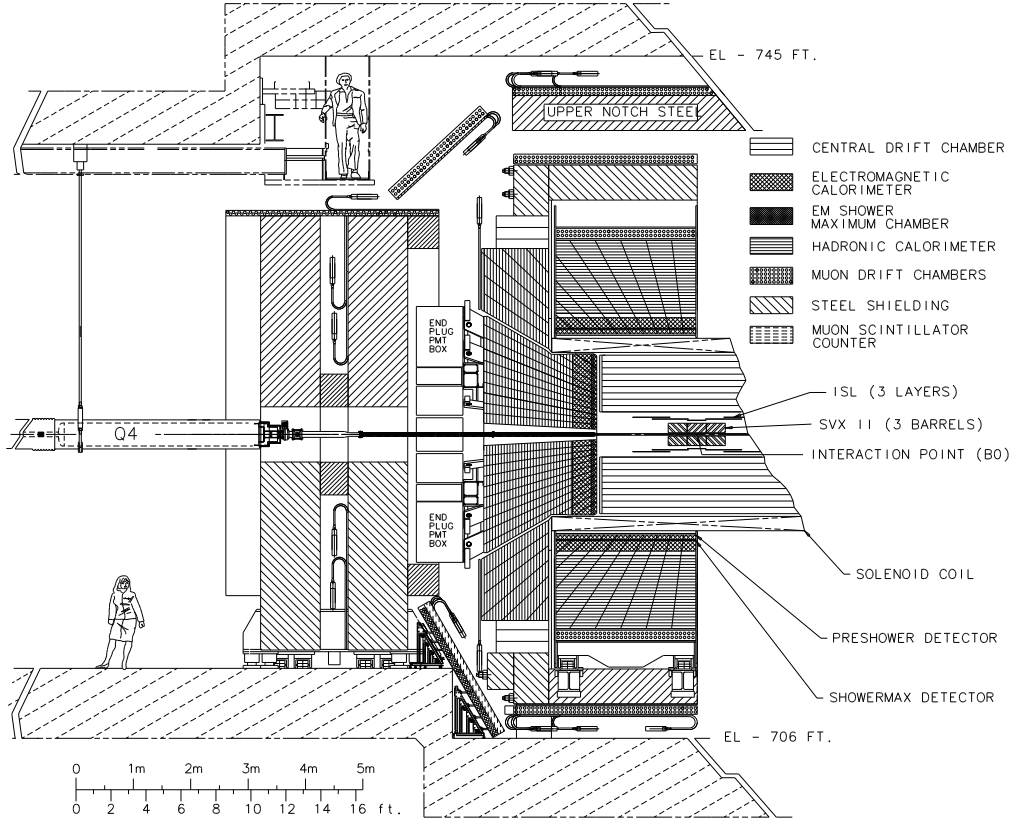 EL - 745 FT.
UPPER NOTCH STEEL
CENTRAL DRIFT CHAMBER
ELECTROMAGNETIC
CALORIMETER
EM SHOWER
MAXIMUM CHAMBER
HADRONIC CALORIMETER
MUON DRIFT CHAMBERS
STEEL SHIELDING
MUON SCINTILLATOR
COUNTER
END
PLUG
PMT
BOX
ISL (3 LAYERS)
SVX II (3 BARRELS)
INTERACTION POINT (B0)
Q4
END
PLUG
PMT
BOX
SOLENOID COIL
PRESHOWER DETECTOR
SHOWERMAX DETECTOR
EL - 706 FT.
0 1m 2m 3m 4m 5m
0 2 4 6 8 10 12 14 16 ft.